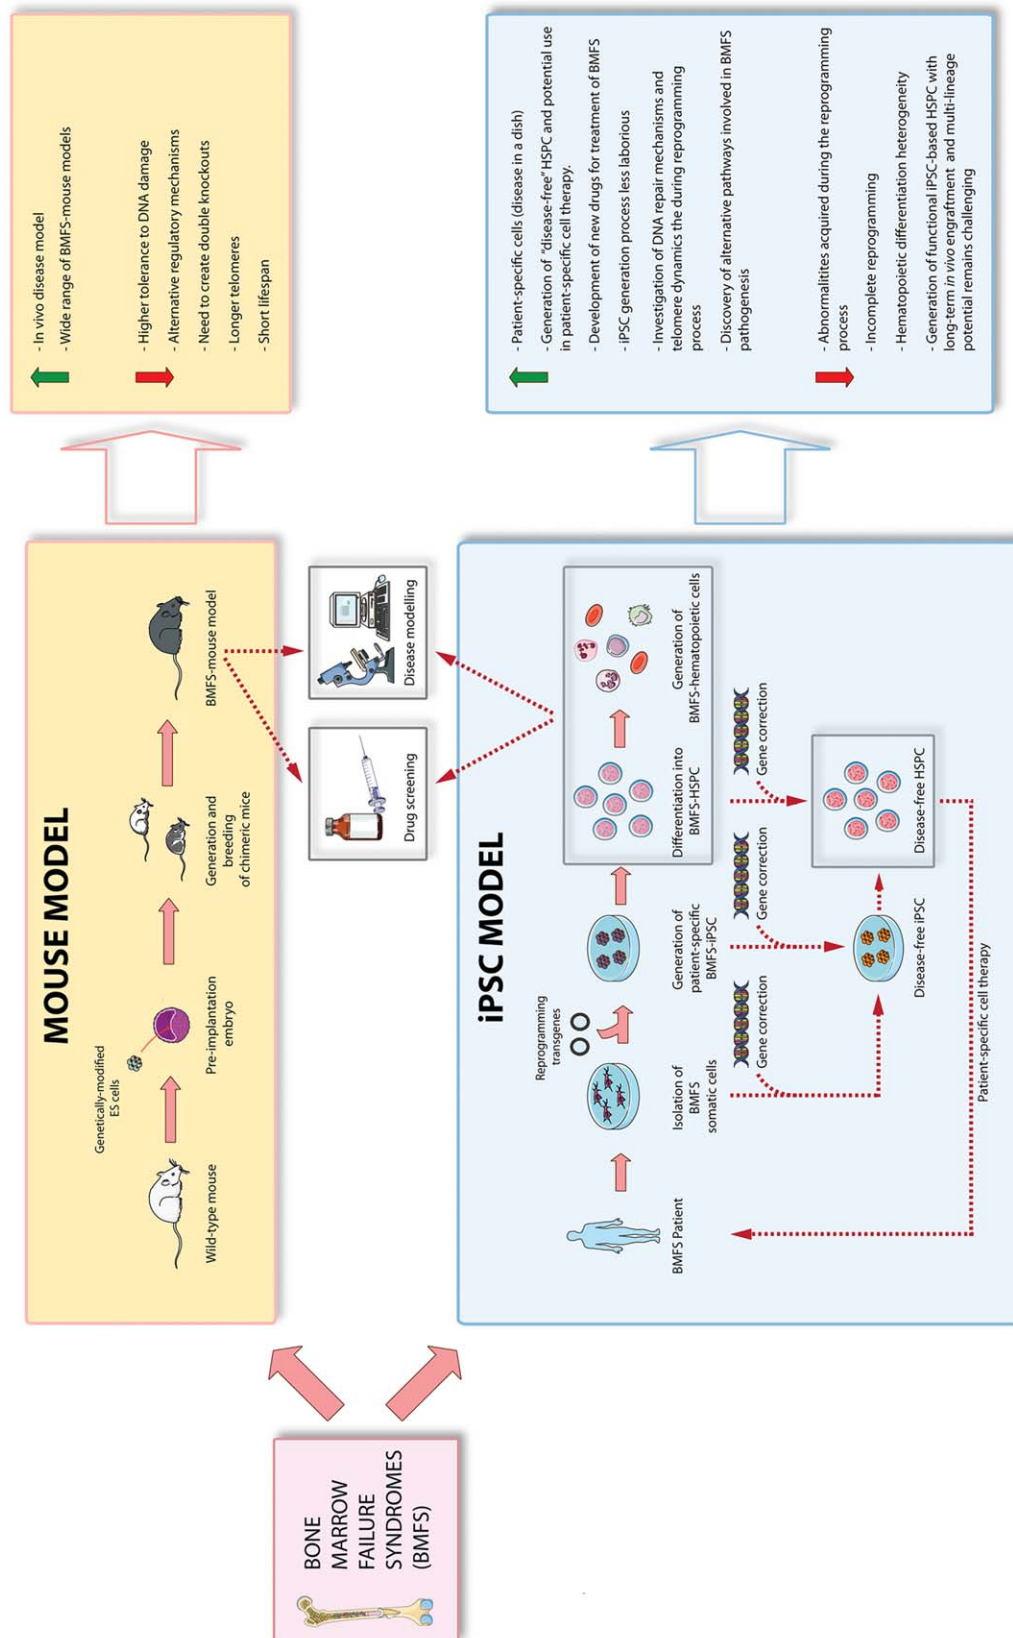 BONE
MARROW
FAILURE
SYNDROMES
(BMFS)
MOUSE MODEL
Genetically-modified
ES cells
Wild-type mouse
Pre-implantation
embryo
Generation and
breeding
of chimeric mice
BMFS-mouse model
Drug screening
Disease modelling
iPSC MODEL
Reprogramming
transgenes
BMFS Patient
Isolation of
BMFS
somatic cells
Generation of
patient-specific
BMFS-iPSC
Differentiation into
BMFS-HSPC
Generation of
BMFS-hematopoietic cells
Gene correction
Gene correction
Gene correction
Disease-free iPSC
Disease-free HSPC
Patient-specific cell therapy
- In vivo disease model
- Wide range of BMFS-mouse models
- Higher tolerance to DNA damage
- Alternative regulatory mechanisms
- Need to create double knockouts
- Longer telomeres
- Short lifespan
- Patient-specific cells (disease in a dish)
- Generation of "disease-free" HSPC and potential use
in patient-specific cell therapy.
- Development of new drugs for treatment of BMFS
- iPSC generation process less laborious
- Investigation of DNA repair mechanisms and
telomere dynamics the during reprogramming
process
- Discovery of alternative pathways involved in BMFS
pathogenesis
- Abnormalitites acquired during the reprogramming
process
- Incomplete reprogramming
- Hematopoietic differentiation heterogeneity
- Generation of functional iPSC-based HSPC with
long-term in vivo engraftment and multi-lineage
potential remains challenging